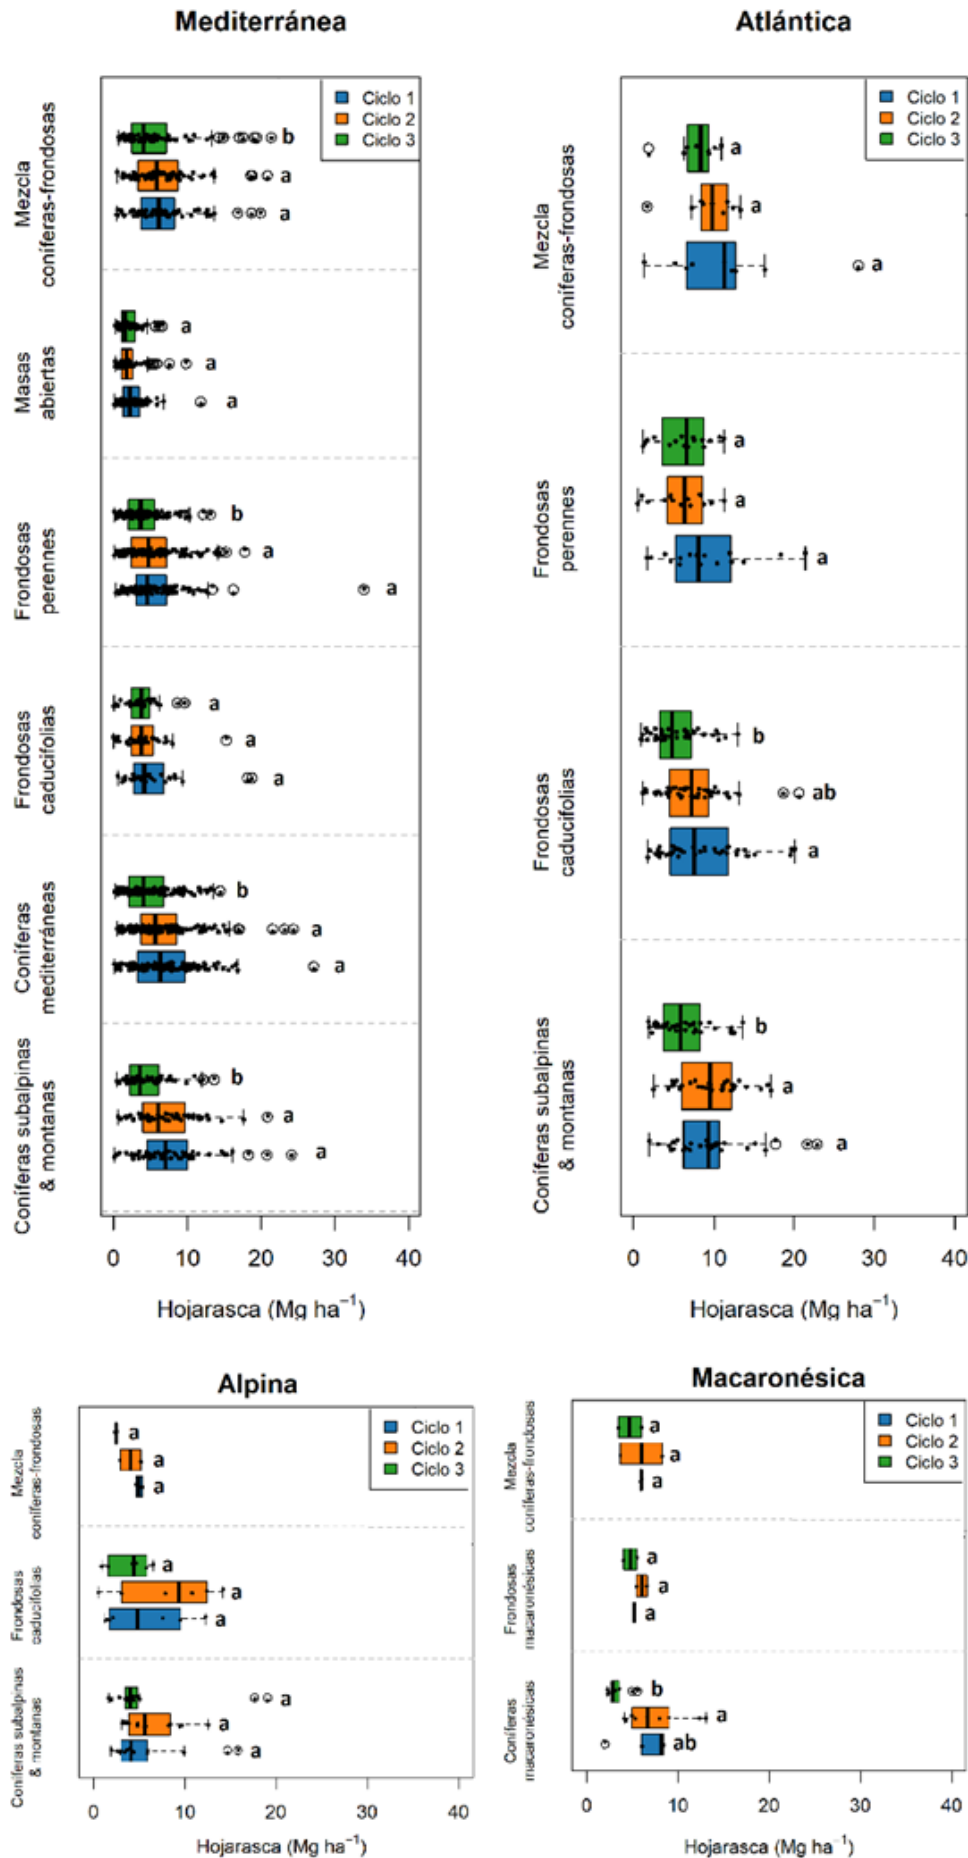 Mediterránea
Ciclo 1
Ciclo 2
Ciclo 3
Mezcla
coníferas-frondosas
b
a
a
Masas
abiertas
a
a
a
Frondosas
perennes
b
a
a
Frondosas
caducifolias
a
a
a
Coníferas
mediterráneas
b
a
a
Coníferas subalpinas
& montanas
b
a
a
0 10 20 30 40
Hojarasca (Mg ha⁻¹)
Atlántica
Ciclo 1
Ciclo 2
Ciclo 3
Mezcla
coníferas-frondosas
a
a
a
Frondosas
perennes
a
a
a
Frondosas
caducifolias
b
ab
a
Coníferas subalpinas
& montanas
b
a
a
0 10 20 30 40
Hojarasca (Mg ha⁻¹)
Alpina
Ciclo 1
Ciclo 2
Ciclo 3
Mezcla
coníferas-frondosas
a
a
a
Frondosas
caducifolias
a
a
a
Coníferas subalpinas
& montanas
a
a
a
0 10 20 30 40
Hojarasca (Mg ha⁻¹)
Macaronésica
Ciclo 1
Ciclo 2
Ciclo 3
Mezcla
coníferas-frondosas
a
a
a
Frondosas
macaronésicas
a
a
a
Coníferas
macaronésicas
b
a
ab
0 10 20 30 40
Hojarasca (Mg ha⁻¹)